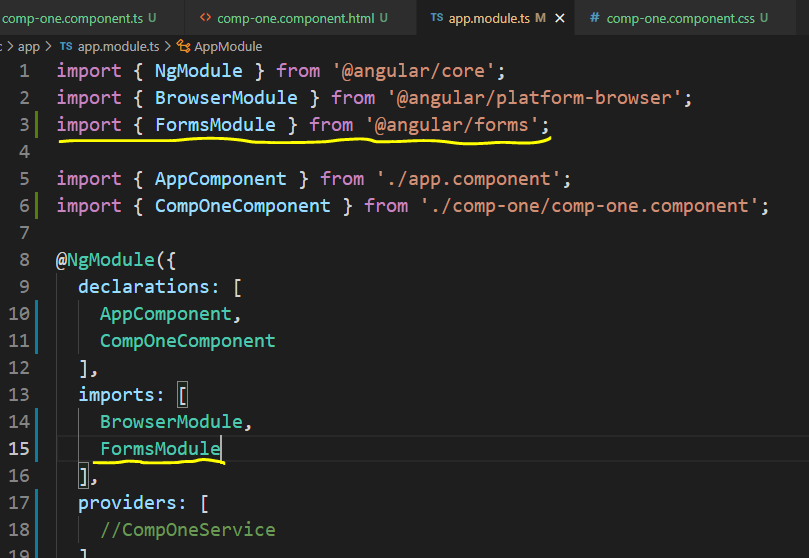 comp-one.component.ts U
<> comp-one.component.html U
TS app.module.ts M ×
# comp-one.component.css U
: > app > TS app.module.ts > AppModule
1 import { NgModule } from '@angular/core';
2 import { BrowserModule } from '@angular/platform-browser';
3 import { FormsModule } from '@angular/forms';
4
5 import { AppComponent } from './app.component';
6 import { CompOneComponent } from './comp-one/comp-one.component';
7
8 @NgModule({
9 declarations: [
10 AppComponent,
11 CompOneComponent
12 ],
13 imports: [
14 BrowserModule,
15 FormsModule
16 ],
17 providers: [
18 //CompOneService
19 ]